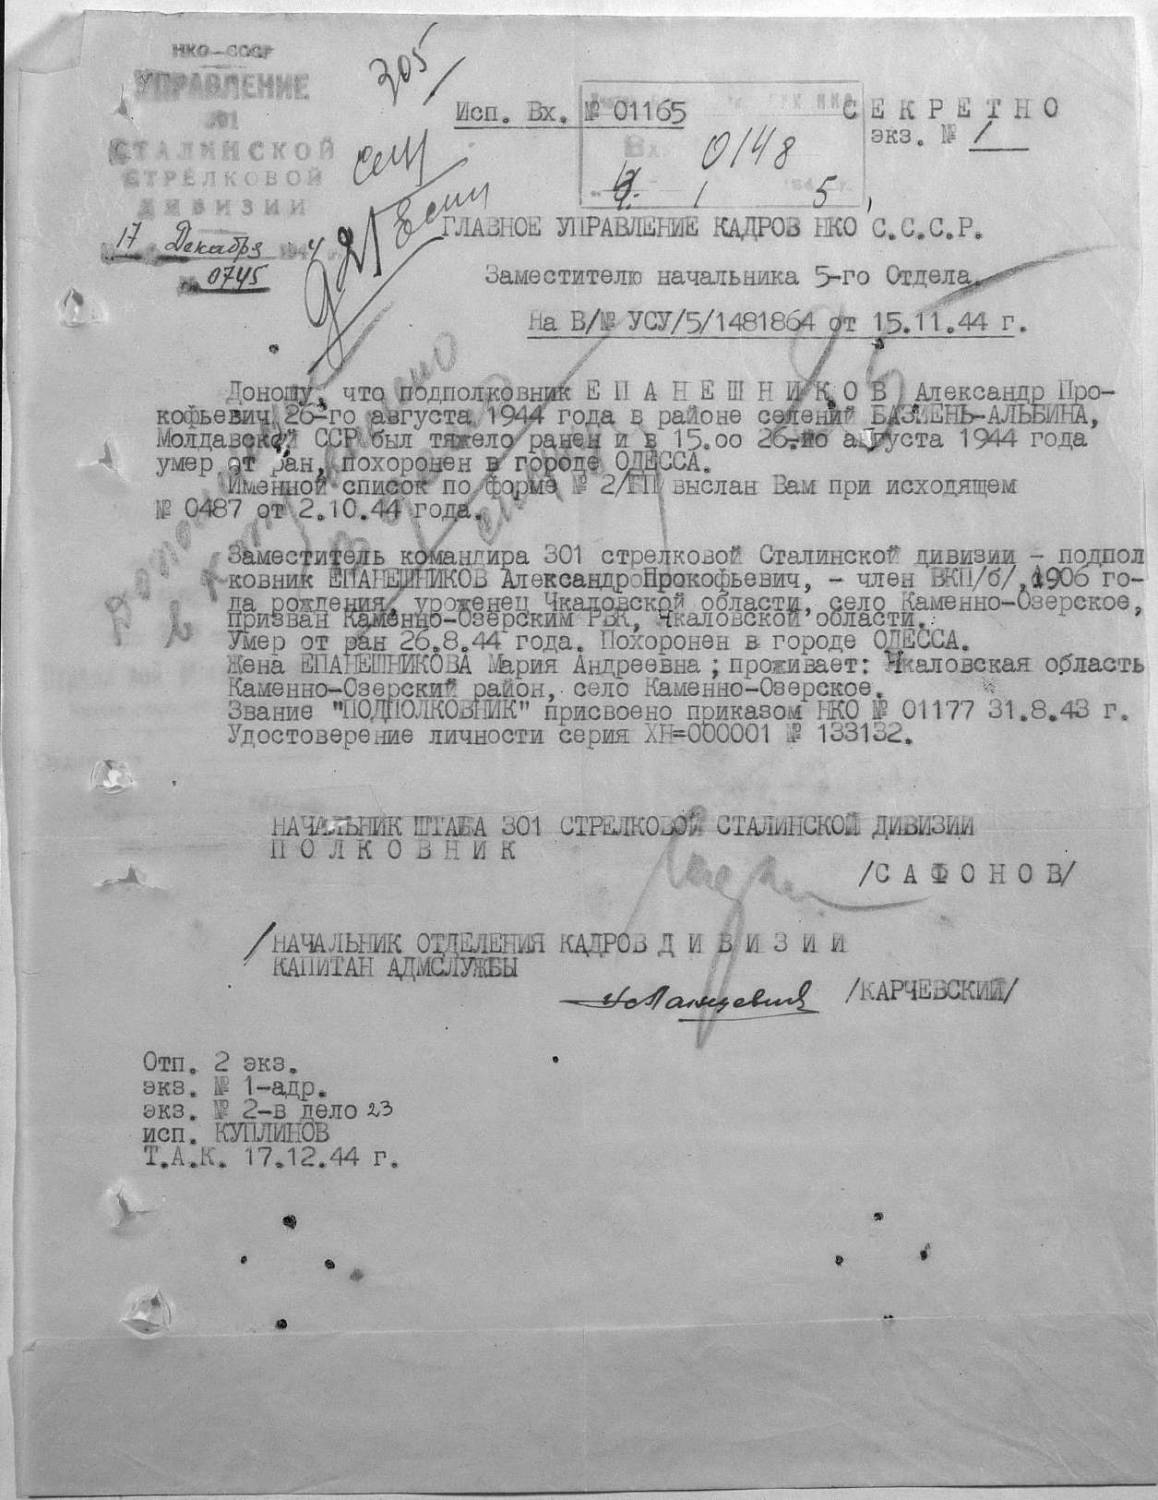 НКО-СССР
УПРАВЛЕНИЕ
301
СТАЛИНСКОЙ
СТРЕЛКОВОЙ
ДИВИЗИИ
17 Декабря 1944 г.
№ 0745
305
Исп. Вх. № 01165
Вх. 0148
1 5
СЕКРЕТНО
экз. № 1
ГЛАВНОЕ УПРАВЛЕНИЕ КАДРОВ НКО С.С.С.Р.
Заместителю начальника 5-го Отдела.
На В/№ УСУ/5/1481864 от 15.11.44 г.
Доношу, что подполковник ЕПАНЕШНИКОВ Александр Про-
кофьевич 26-го августа 1944 года в районе селений БАЗИЕНЬ-АЛЬБИНА,
Молдавской ССР был тяжело ранен и в 15.оо 26-го августа 1944 года
умер от ран, похоронен в городе ОДЕССА.
Именной список по форме № 2/БП выслан Вам при исходящем
№ 0487 от 2.10.44 года.
Заместитель командира 301 стрелковой Сталинской дивизии - подпол
ковник ЕПАНЕШНИКОВ Александр Прокофьевич, - член ВКП/б/, 1906 го-
да рождения, уроженец Чкаловской области, село Каменно-Озерское,
призван Каменно-Озерским РВК, Чкаловской области.
Умер от ран 26.8.44 года. Похоронен в городе ОДЕССА.
Жена ЕПАНЕШНИКОВА Мария Андреевна ; проживает: Чкаловская область
Каменно-Озерский район, село Каменно-Озерское.
Звание "ПОДПОЛКОВНИК" присвоено приказом НКО № 01177 31.8.43 г.
Удостоверение личности серия ХН=000001 № 133132.
НАЧАЛЬНИК ШТАБА 301 СТРЕЛКОВОЙ СТАЛИНСКОЙ ДИВИЗИИ
ПОЛКОВНИК
/САФОНОВ/
/НАЧАЛЬНИК ОТДЕЛЕНИЯ КАДРОВ ДИВИЗИИ
КАПИТАН АДМСЛУЖБЫ
/КАРЧЕВСКИЙ/
Отп. 2 экз.
экз. № 1-адр.
экз. № 2-в дело 23
исп. КУПЛИНОВ
Т.А.К. 17.12.44 г.